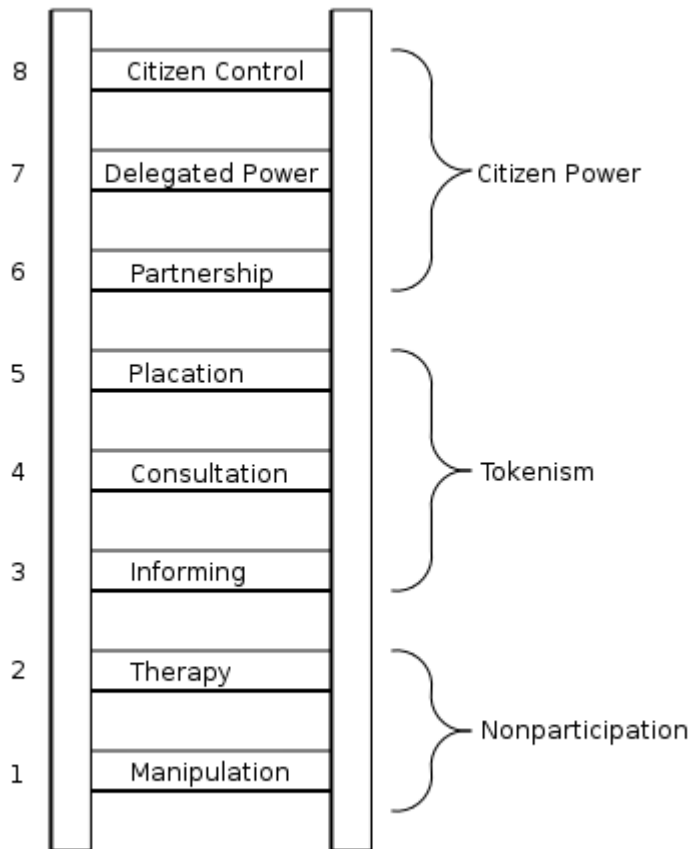 8 Citizen Control
7 Delegated Power Citizen Power
6 Partnership
5 Placation
4 Consultation Tokenism
3 Informing
2 Therapy
Nonparticipation
1 Manipulation